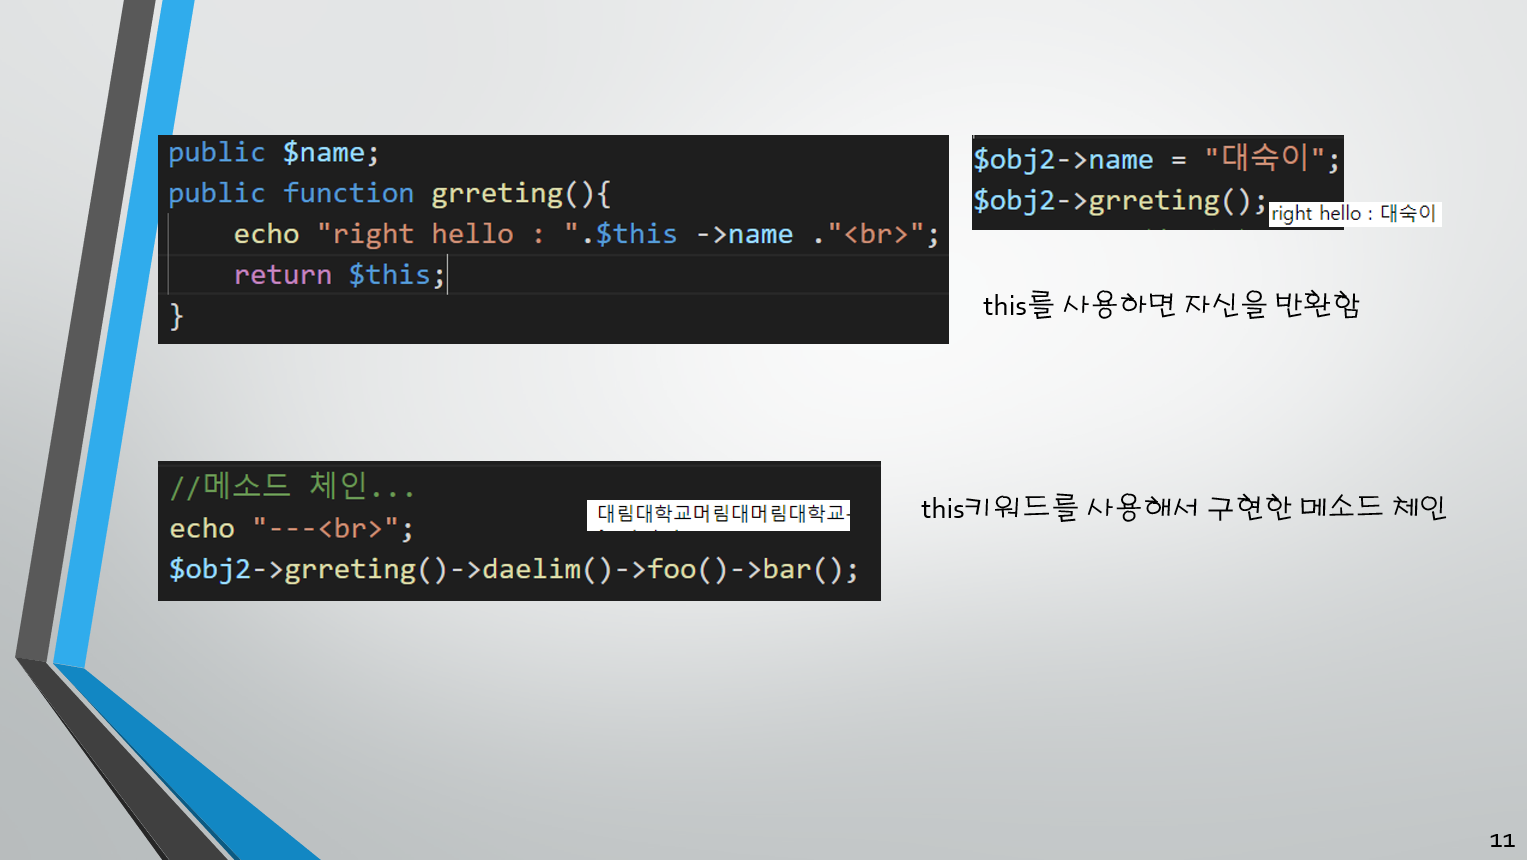 public $name;
public function grreting(){
echo "right hello : ".$this ->name ."<br>";
return $this;
}
$obj2->name = "대숙이";
$obj2->grreting();
right hello : 대숙이
this를 사용하면 자신을 반환함
//메소드 체인...
echo "---<br>";
$obj2->grreting()->daelim()->foo()->bar();
대림대학교머림대머림대학교
this키워드를 사용해서 구현한 메소드 체인
11